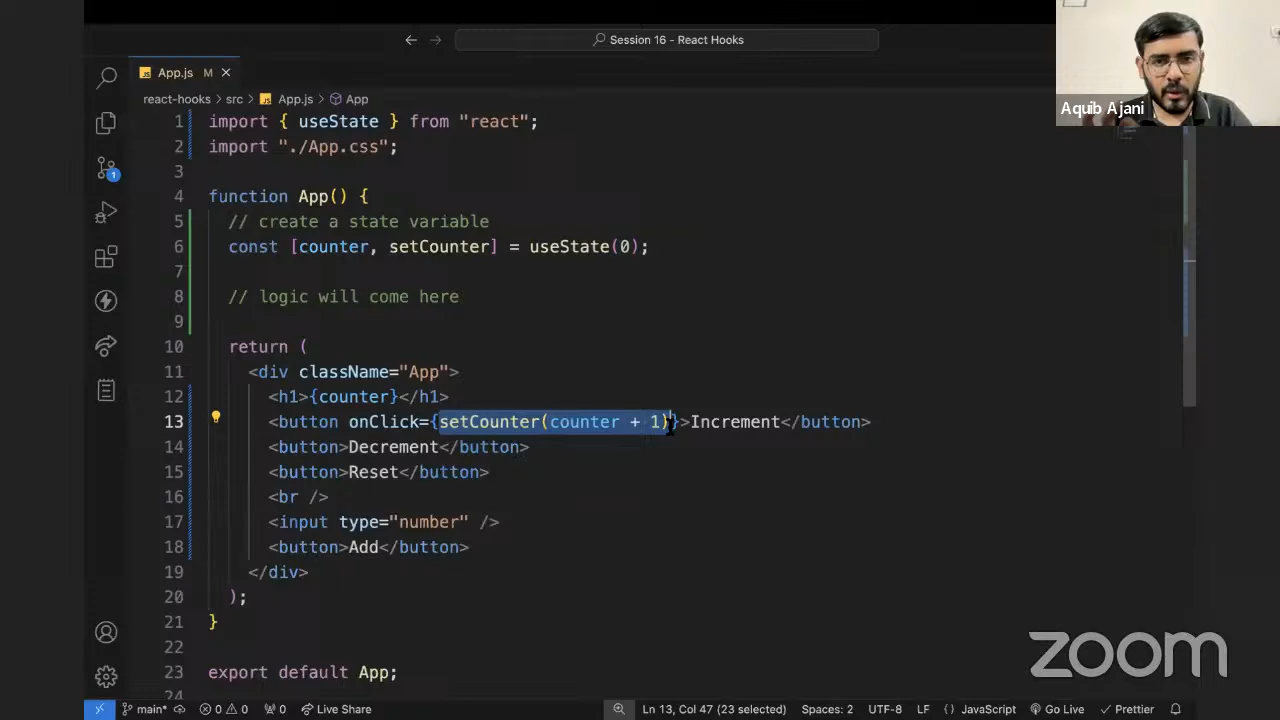 Session 16 - React Hooks
Aquib Ajani
App.js M
react-hooks > src > App.js > App
1 import { useState } from "react";
2 import "./App.css";
3
4 function App() {
5 // create a state variable
6 const [counter, setCounter] = useState(0);
7
8 // logic will come here
9
10 return (
11 <div className="App">
12 <h1>{counter}</h1>
13 <button onClick={setCounter(counter + 1)}>Increment</button>
14 <button>Decrement</button>
15 <button>Reset</button>
16 <br />
17 <input type="number" />
18 <button>Add</button>
19 </div>
20 );
21 }
22
23 export default App;
24
1
zoom
main* 0 0 0 Live Share Ln 13, Col 47 (23 selected) Spaces: 2 UTF-8 LF {} JavaScript Go Live Prettier